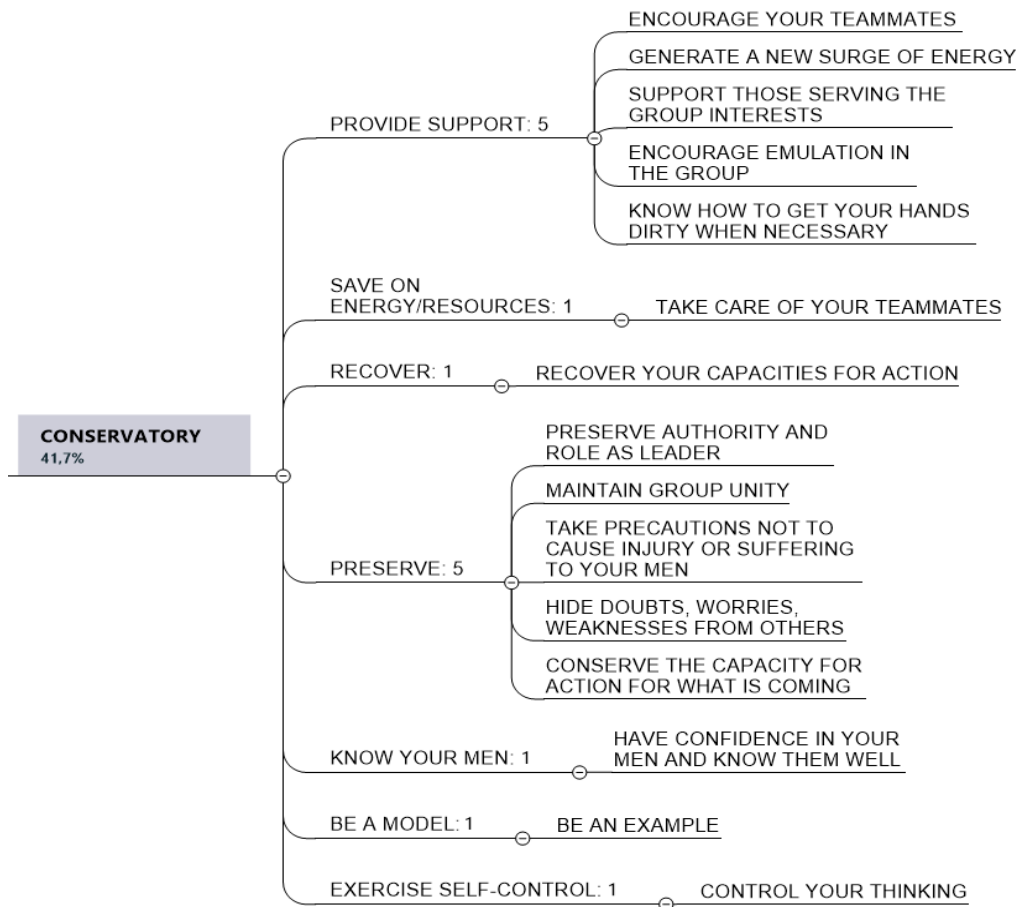 ENCOURAGE YOUR TEAMMATES
GENERATE A NEW SURGE OF ENERGY
SUPPORT THOSE SERVING THE
GROUP INTERESTS
PROVIDE SUPPORT: 5
ENCOURAGE EMULATION IN
THE GROUP
KNOW HOW TO GET YOUR HANDS
DIRTY WHEN NECESSARY
SAVE ON
ENERGY/RESOURCES: 1
TAKE CARE OF YOUR TEAMMATES
RECOVER: 1
RECOVER YOUR CAPACITIES FOR ACTION
CONSERVATORY
41,7%
PRESERVE AUTHORITY AND
ROLE AS LEADER
MAINTAIN GROUP UNITY
TAKE PRECAUTIONS NOT TO
CAUSE INJURY OR SUFFERING
TO YOUR MEN
PRESERVE: 5
HIDE DOUBTS, WORRIES,
WEAKNESSES FROM OTHERS
CONSERVE THE CAPACITY FOR
ACTION FOR WHAT IS COMING
KNOW YOUR MEN: 1
HAVE CONFIDENCE IN YOUR
MEN AND KNOW THEM WELL
BE A MODEL: 1
BE AN EXAMPLE
EXERCISE SELF-CONTROL: 1
CONTROL YOUR THINKING